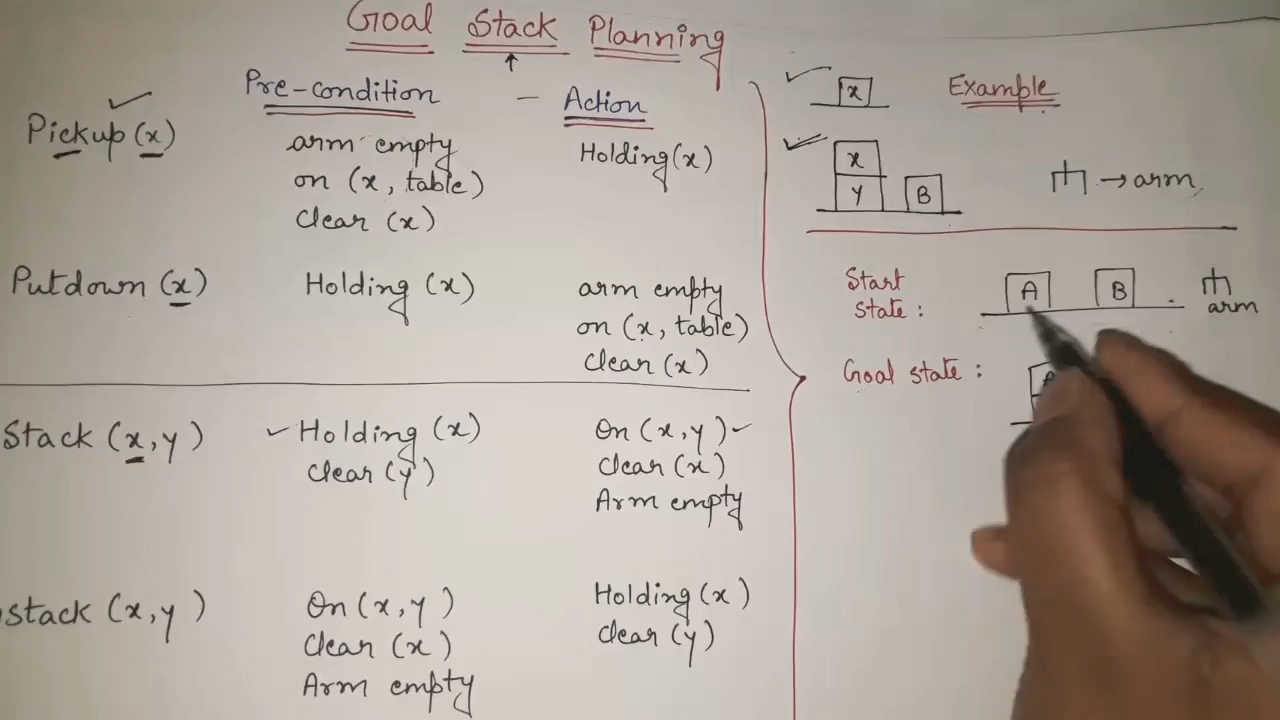 Goal Stack Planning
Pre-condition - Action
Pickup (x)
arm empty
on (x, table)
Clear (x)
Holding (x)
Putdown (x)
Holding (x)
arm empty
on (x, table)
Clear (x)
Stack (x, y)
Holding (x)
Clear (y)
On (x, y)
Clear (x)
Arm empty
stack (x, y)
On (x, y)
Clear (x)
Arm empty
Holding (x)
Clear (y)
x
Example
x
y
B
→ arm
Start
state :
A
B
arm
Goal state :
A